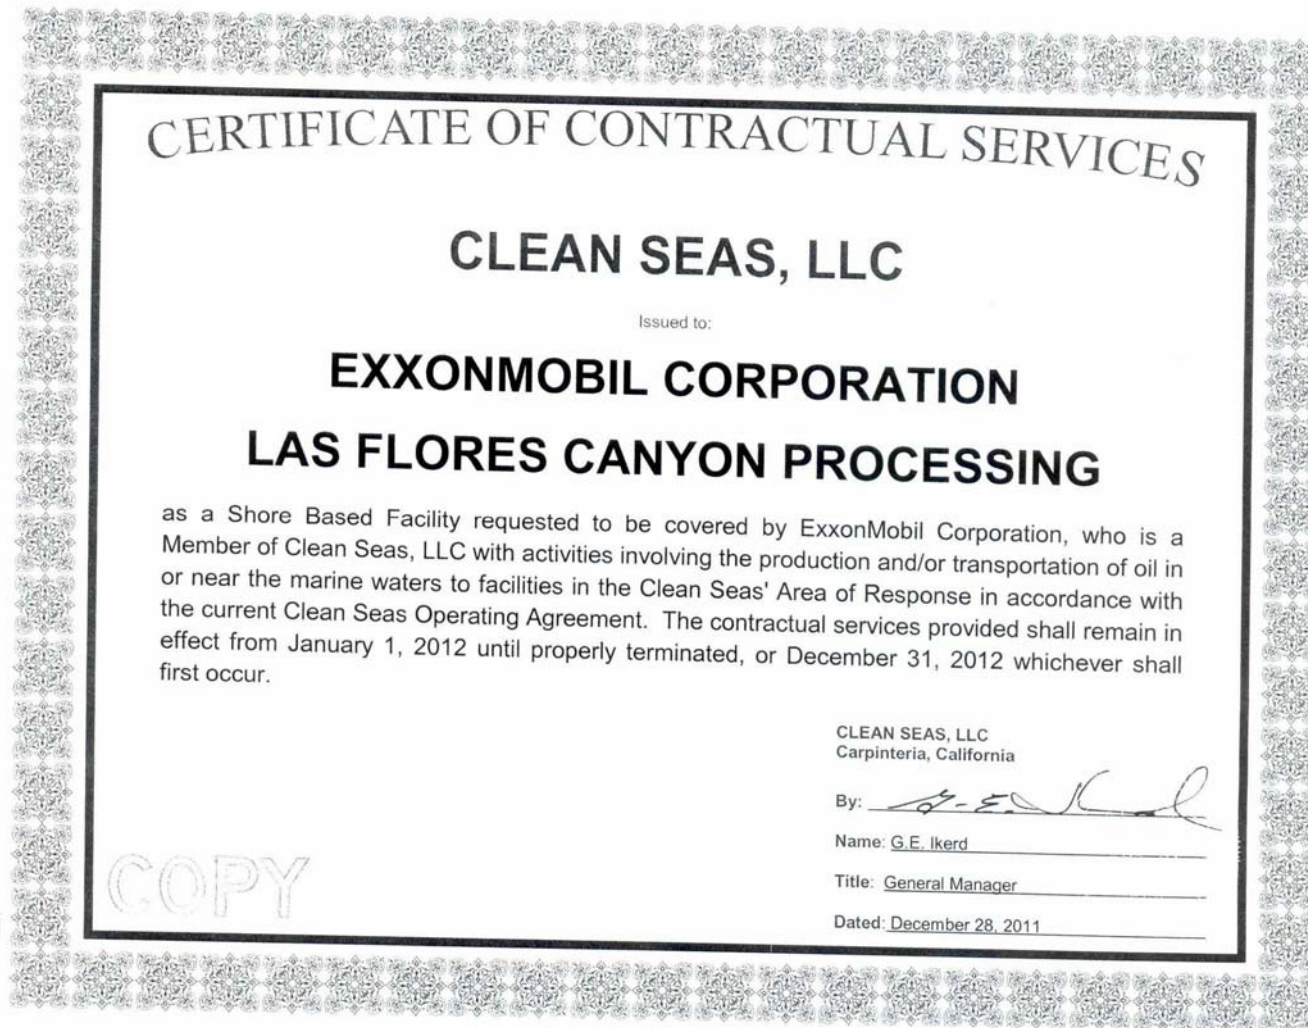 CERTIFICATE OF CONTRACTUAL SERVICES
CLEAN SEAS, LLC
Issued to:
EXXONMOBIL CORPORATION
LAS FLORES CANYON PROCESSING
as a Shore Based Facility requested to be covered by ExxonMobil Corporation, who is a
Member of Clean Seas, LLC with activities involving the production and/or transportation of oil in
or near the marine waters to facilities in the Clean Seas' Area of Response in accordance with
the current Clean Seas Operating Agreement. The contractual services provided shall remain in
effect from January 1, 2012 until properly terminated, or December 31, 2012 whichever shall
first occur.
CLEAN SEAS, LLC
Carpinteria, California
By:
Name: G.E. Ikerd
Title: General Manager
Dated: December 28, 2011
COPY